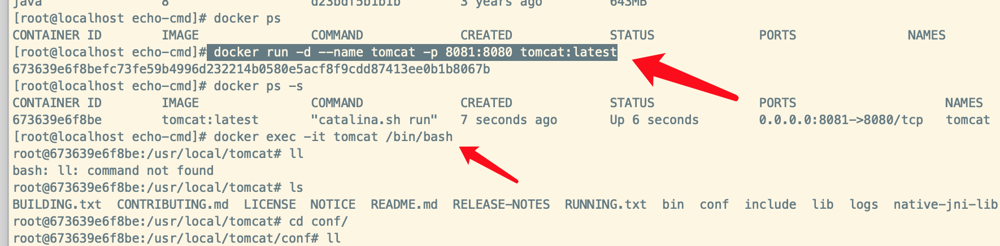 java                8                   d23bdf5b1b1b        3 years ago         643MB
[root@localhost echo-cmd]# docker ps
CONTAINER ID        IMAGE               COMMAND             CREATED             STATUS              PORTS               NAMES
[root@localhost echo-cmd]# docker run -d --name tomcat -p 8081:8080 tomcat:latest
673639e6f8befc73fe59b4996d232214b0580e5acf8f9cdd87413ee0b1b8067b
[root@localhost echo-cmd]# docker ps -s
CONTAINER ID        IMAGE               COMMAND             CREATED             STATUS              PORTS                    NAMES
673639e6f8be        tomcat:latest       "catalina.sh run"   7 seconds ago       Up 6 seconds        0.0.0.0:8081->8080/tcp   tomcat
[root@localhost echo-cmd]# docker exec -it tomcat /bin/bash
root@673639e6f8be:/usr/local/tomcat# ll
bash: ll: command not found
root@673639e6f8be:/usr/local/tomcat# ls
BUILDING.txt  CONTRIBUTING.md  LICENSE  NOTICE  README.md  RELEASE-NOTES  RUNNING.txt  bin  conf  include  lib  logs  native-jni-lib
root@673639e6f8be:/usr/local/tomcat# cd conf/
root@673639e6f8be:/usr/local/tomcat/conf# ll